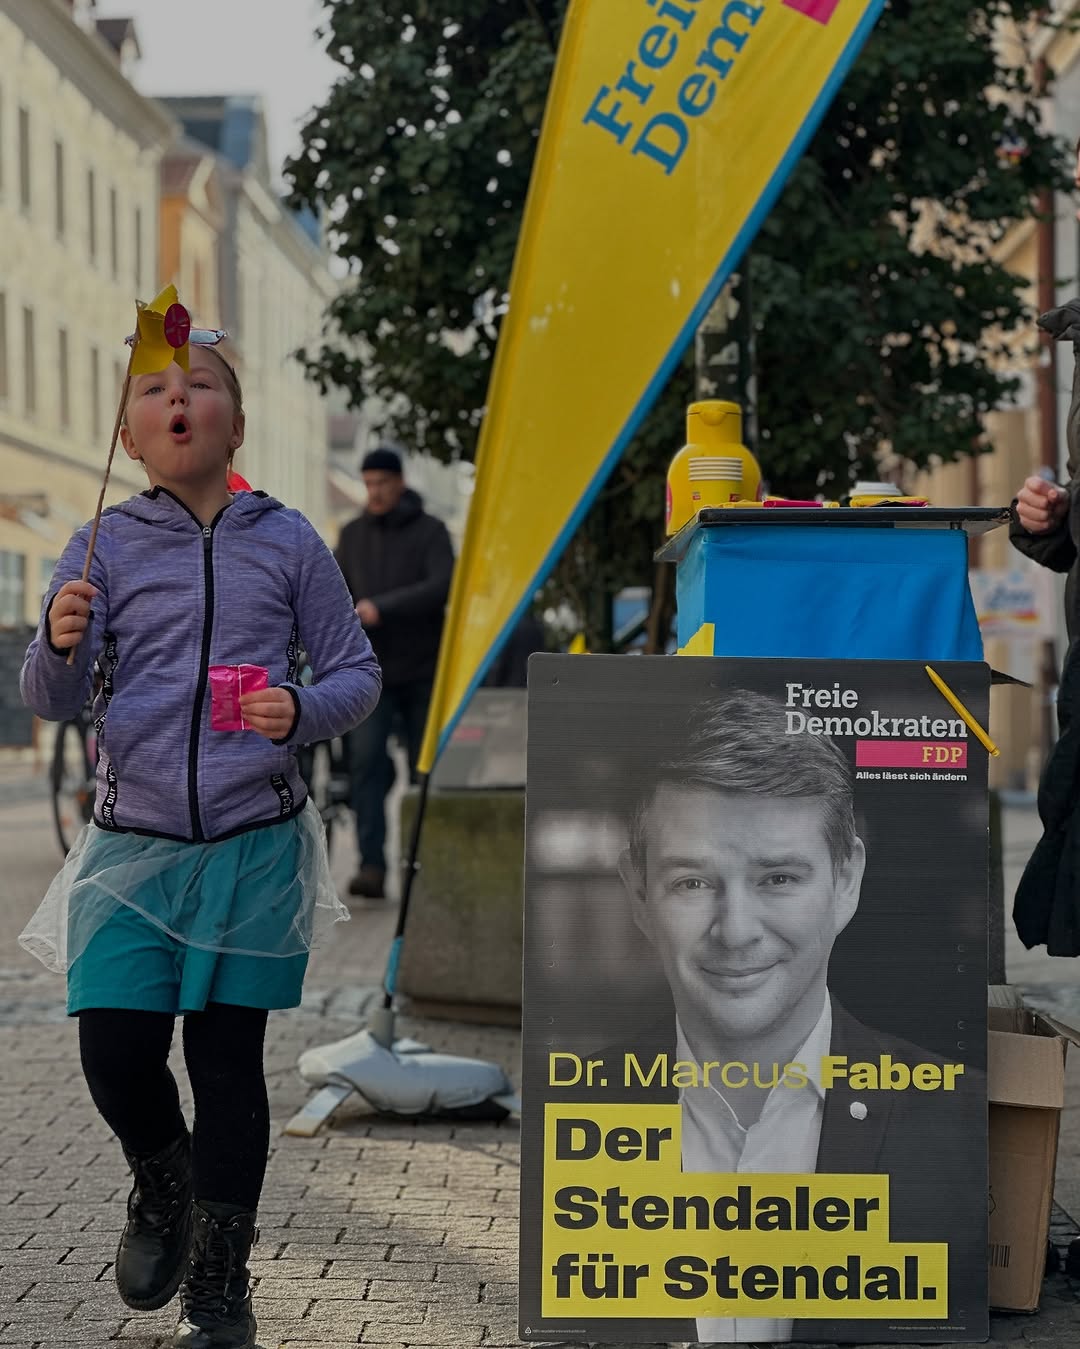 Freie
Dem
Freie
Demokraten
FDP
Alles lässt sich ändern
Dr. Marcus Faber
Der
Stendaler
für Stendal.